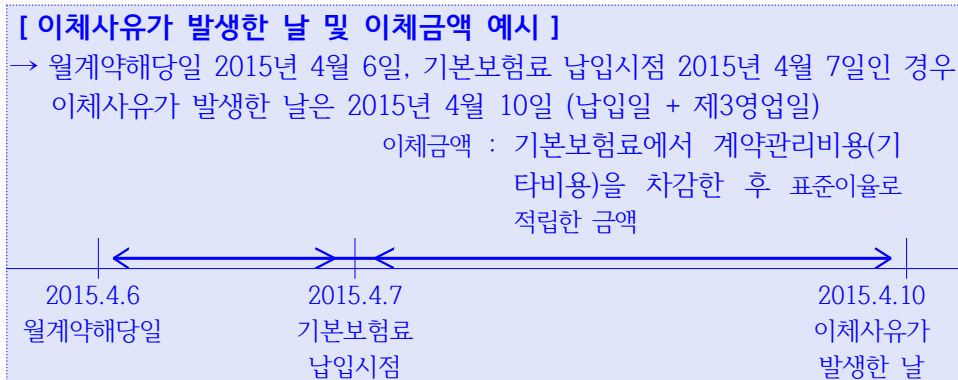 [ 이체사유가 발생한 날 및 이체금액 예시 ]
→ 월계약해당일 2015년 4월 6일, 기본보험료 납입시점 2015년 4월 7일인 경우
이체사유가 발생한 날은 2015년 4월 10일 (납입일 + 제3영업일)
이체금액 : 기본보험료에서 계약관리비용(기
타비용)을 차감한 후 표준이율로
적립한 금액
2015.4.6 2015.4.7 2015.4.10
월계약해당일 기본보험료 이체사유가
납입시점 발생한 날